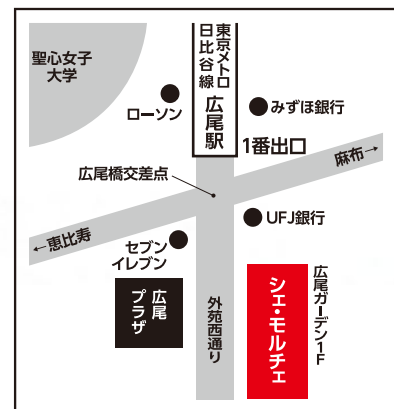 聖心女子
大学
東京メトロ
日比谷線
広尾駅
ローソン
みずほ銀行
1番出口
麻布→
広尾橋交差点
UFJ銀行
←恵比寿
セブン
イレブン
広尾
プラザ
外苑西通り
シェ・モルチェ
広尾ガーデン1F